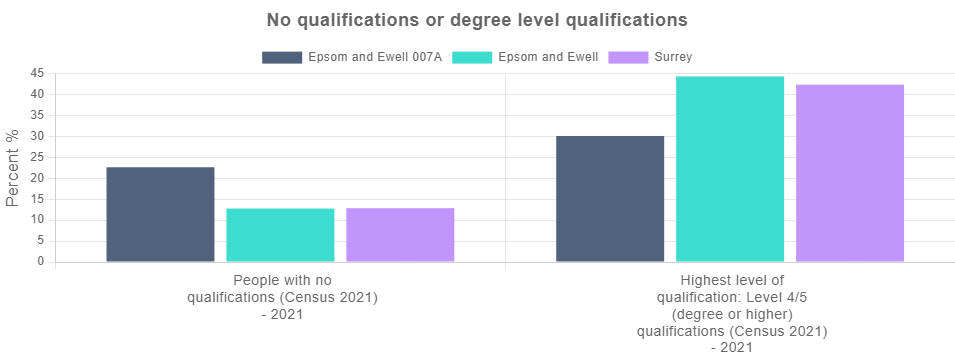 No qualifications or degree level qualifications
Epsom and Ewell 007A Epsom and Ewell Surrey
Percent %
45
40
35
30
25
20
15
10
5
0
People with no
qualifications (Census 2021)
- 2021
Highest level of
qualification: Level 4/5
(degree or higher)
qualifications (Census 2021)
- 2021